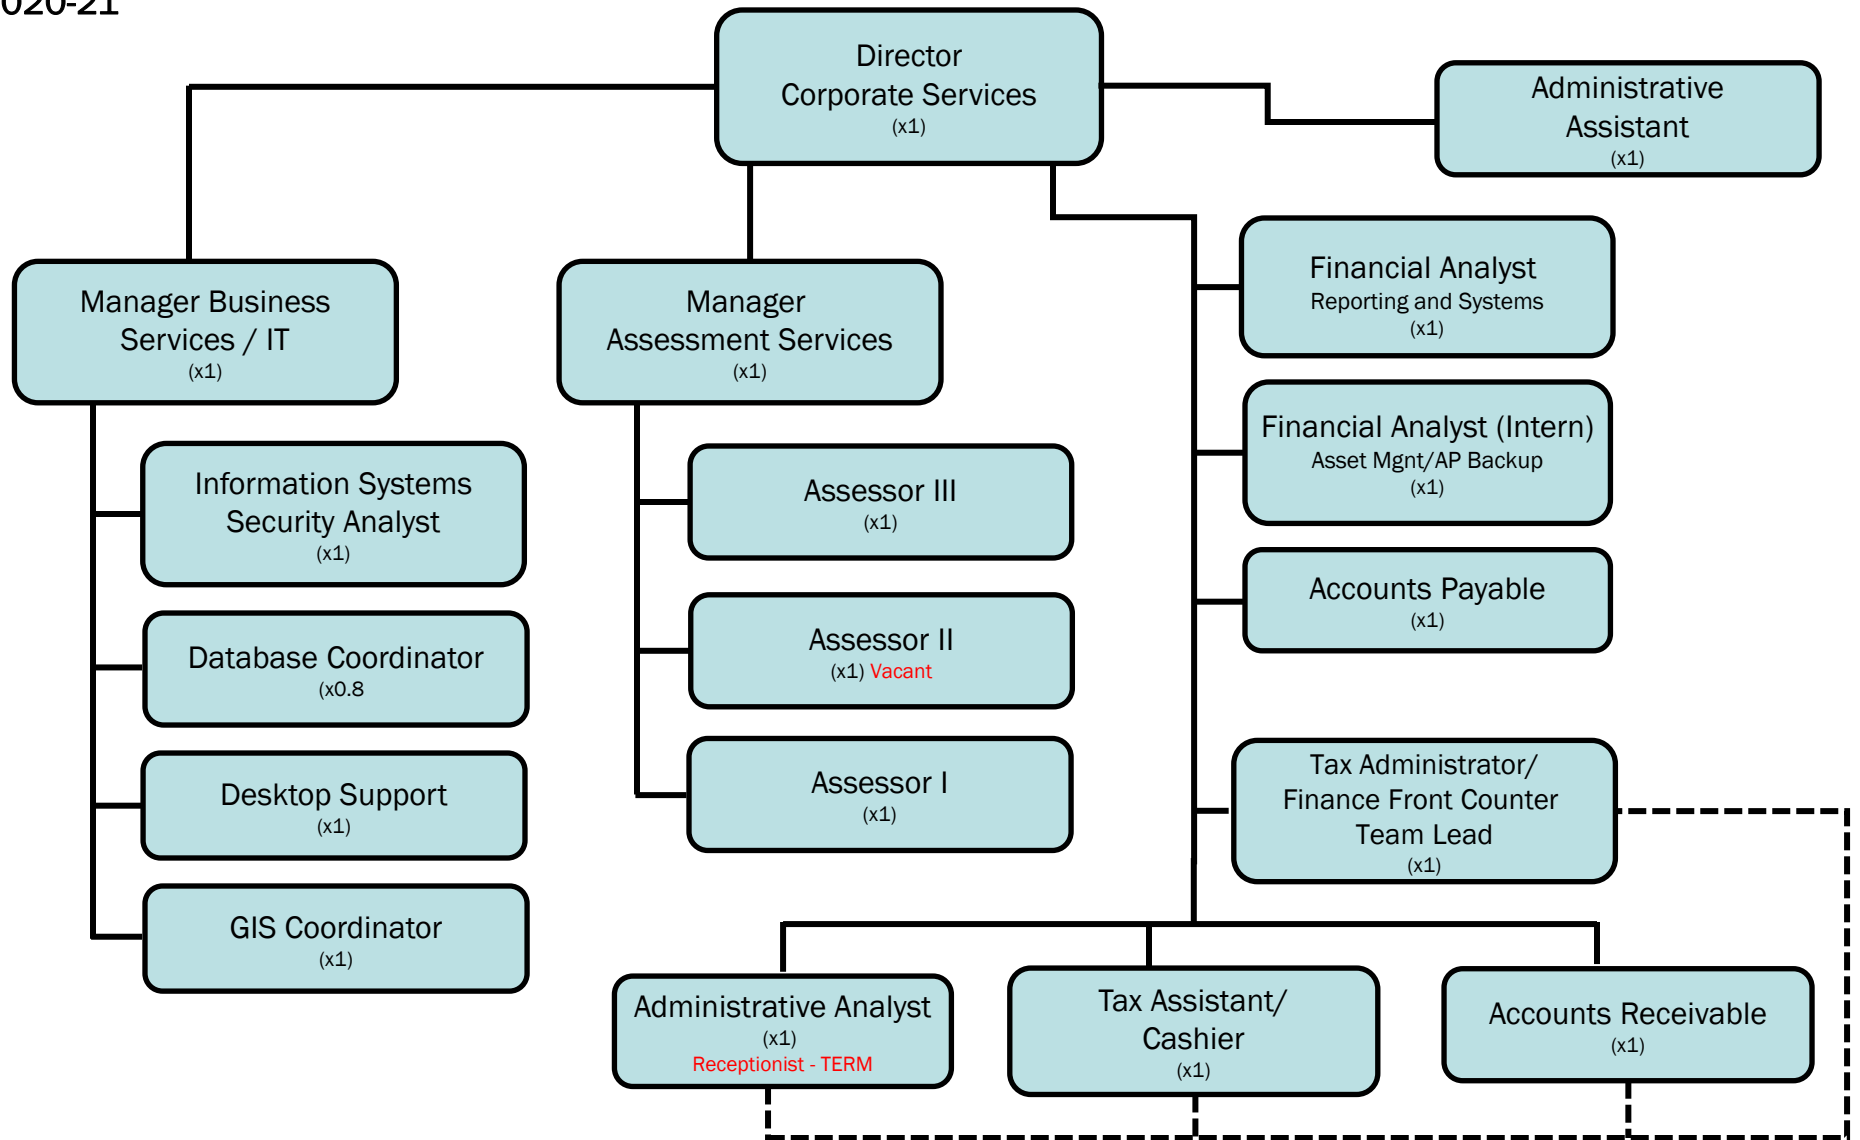 020-21
Director
Corporate Services
(x1)
Administrative
Assistant
(x1)
Manager Business
Services / IT
(x1)
Manager
Assessment Services
(x1)
Financial Analyst
Reporting and Systems
(x1)
Financial Analyst (Intern)
Asset Mgnt/AP Backup
(x1)
Information Systems
Security Analyst
(x1)
Assessor III
(x1)
Accounts Payable
(x1)
Database Coordinator
(x0.8
Assessor II
(x1) Vacant
Desktop Support
(x1)
Assessor I
(x1)
Tax Administrator/
Finance Front Counter
Team Lead
(x1)
GIS Coordinator
(x1)
Administrative Analyst
(x1)
Receptionist - TERM
Tax Assistant/
Cashier
(x1)
Accounts Receivable
(x1)